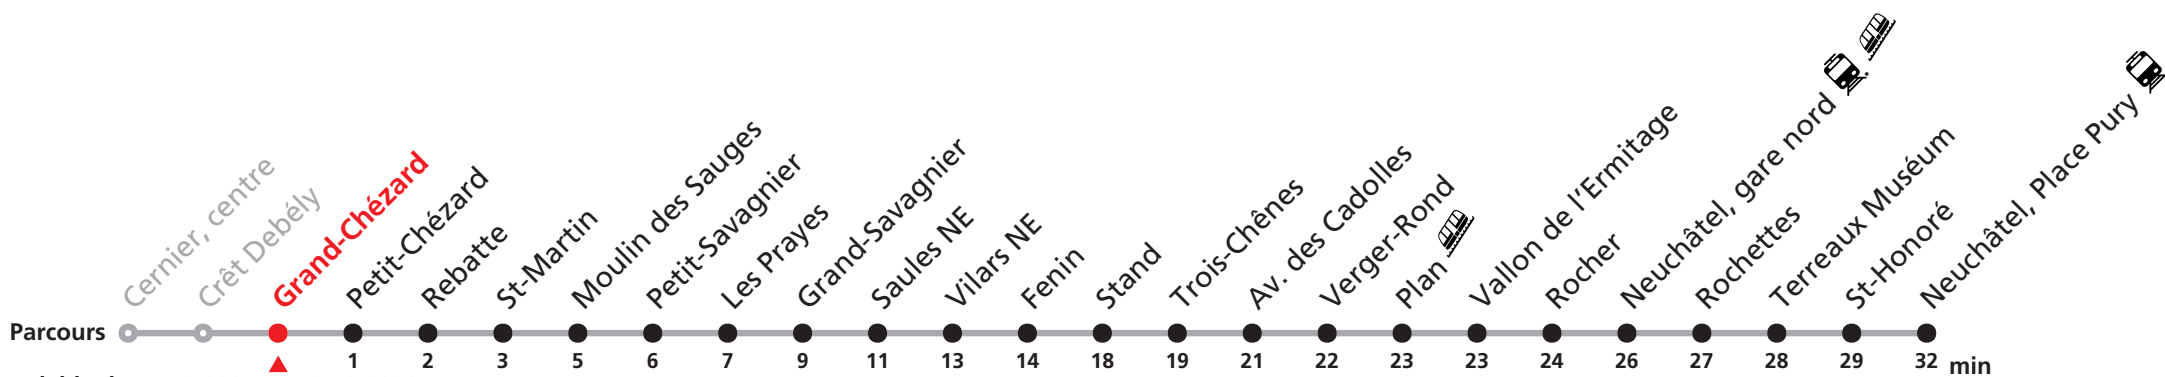 Cernier, centre
Crêt Debély
Grand-Chézard
Petit-Chézard
Rebatte
St-Martin
Moulin des Sauges
Petit-Savagnier
Les Prayes
Grand-Savagnier
Saules NE
Vilars NE
Fenin
Stand
Trois-Chênes
Av. des Cadolles
Verger-Rond
Plan
Vallon de l'Ermitage
Rocher
Neuchâtel, gare nord
Rochettes
Terreaux Muséum
St-Honoré
Neuchâtel, Place Pury
Parcours
1 2 3 5 6 7 9 11 13 14 18 19 21 22 23 23 24 26 27 28 29 32 min